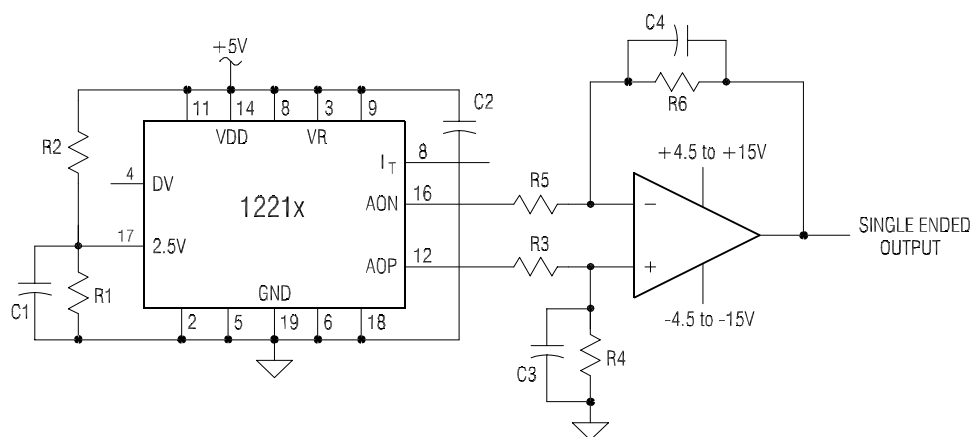 C4
+5V
R6
C2
11 14 8 3 9
VDD VR
R2
+4.5 to +15V
I_T 8
4 DV
R5
AON 16
1221x
−
SINGLE ENDED
OUTPUT
17 2.5V
R3
AOP 12
+
GND
C1 R1
-4.5 to -15V
2 5 19 6 18
C3 R4